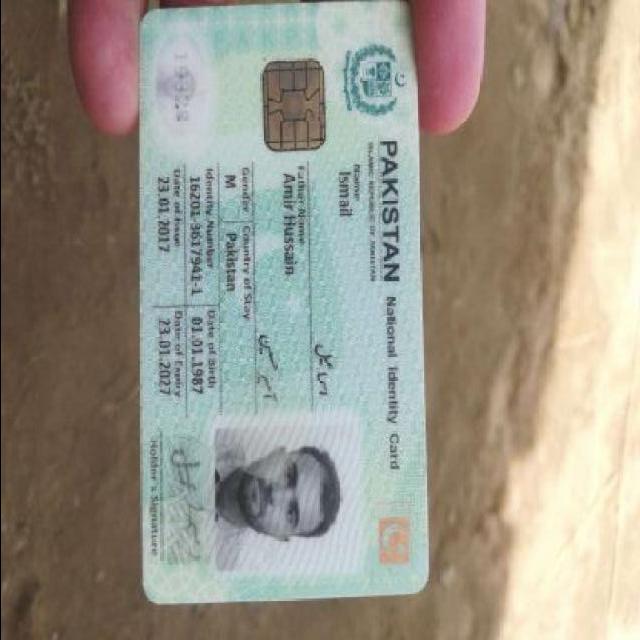 PAKISTAN National Identity Card
ISLAMIC REPUBLIC OF PAKISTAN
Name
Ismail
Father Name
Amir Hussain
Gender
Country of Stay
M
Pakistan
Identity Number
Date of Birth
16201-3617941-1
01.01.1987
Date of Issue
Date of Expiry
23.01.2017
23.01.2027
Holder's Signature